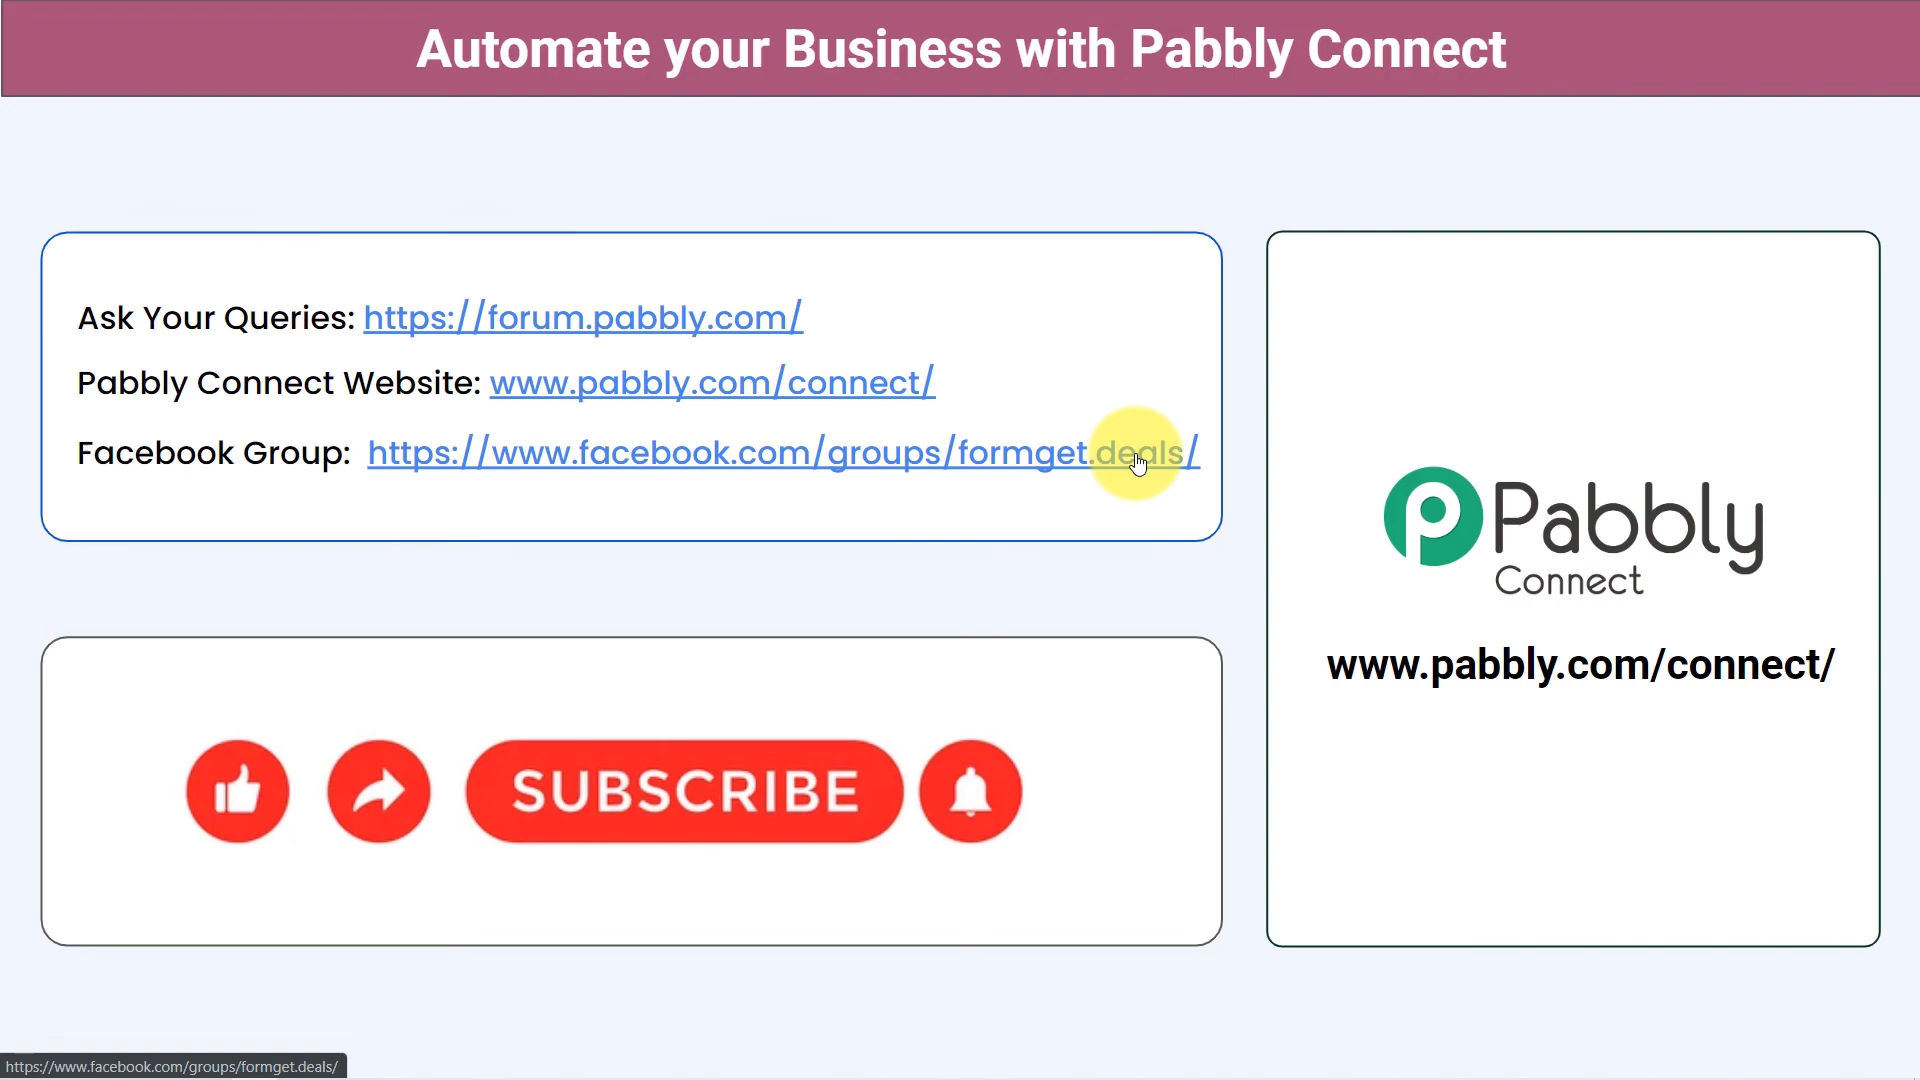 Automate your Business with Pabbly Connect
Ask Your Queries: https://forum.pabbly.com/
Pabbly Connect Website: www.pabbly.com/connect/
Facebook Group: https://www.facebook.com/groups/formget.deals/
SUBSCRIBE
Pabbly
Connect
www.pabbly.com/connect/
https://www.facebook.com/groups/formget.deals/